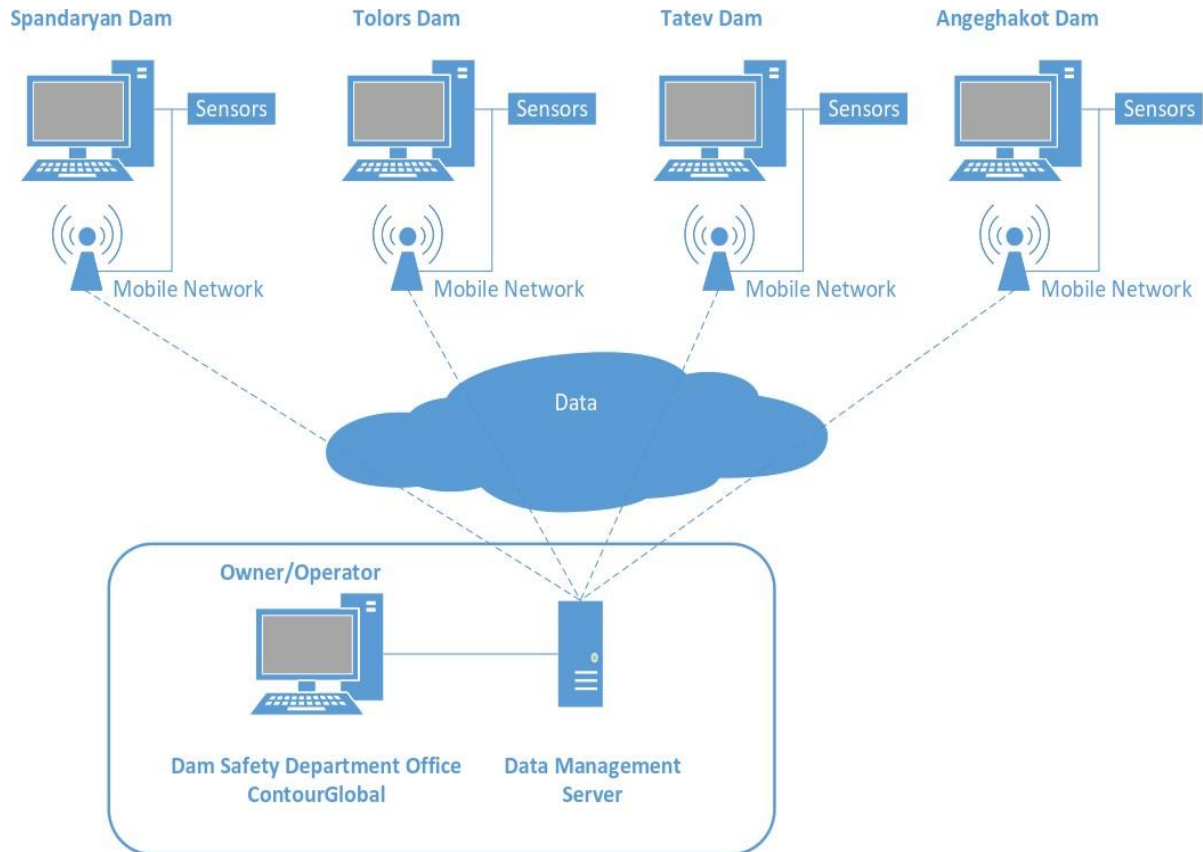 Spandaryan Dam
Tolors Dam
Tatev Dam
Angeghakot Dam
Sensors
Sensors
Sensors
Sensors
Mobile Network
Mobile Network
Mobile Network
Mobile Network
Data
Owner/Operator
Dam Safety Department Office
ContourGlobal
Data Management
Server